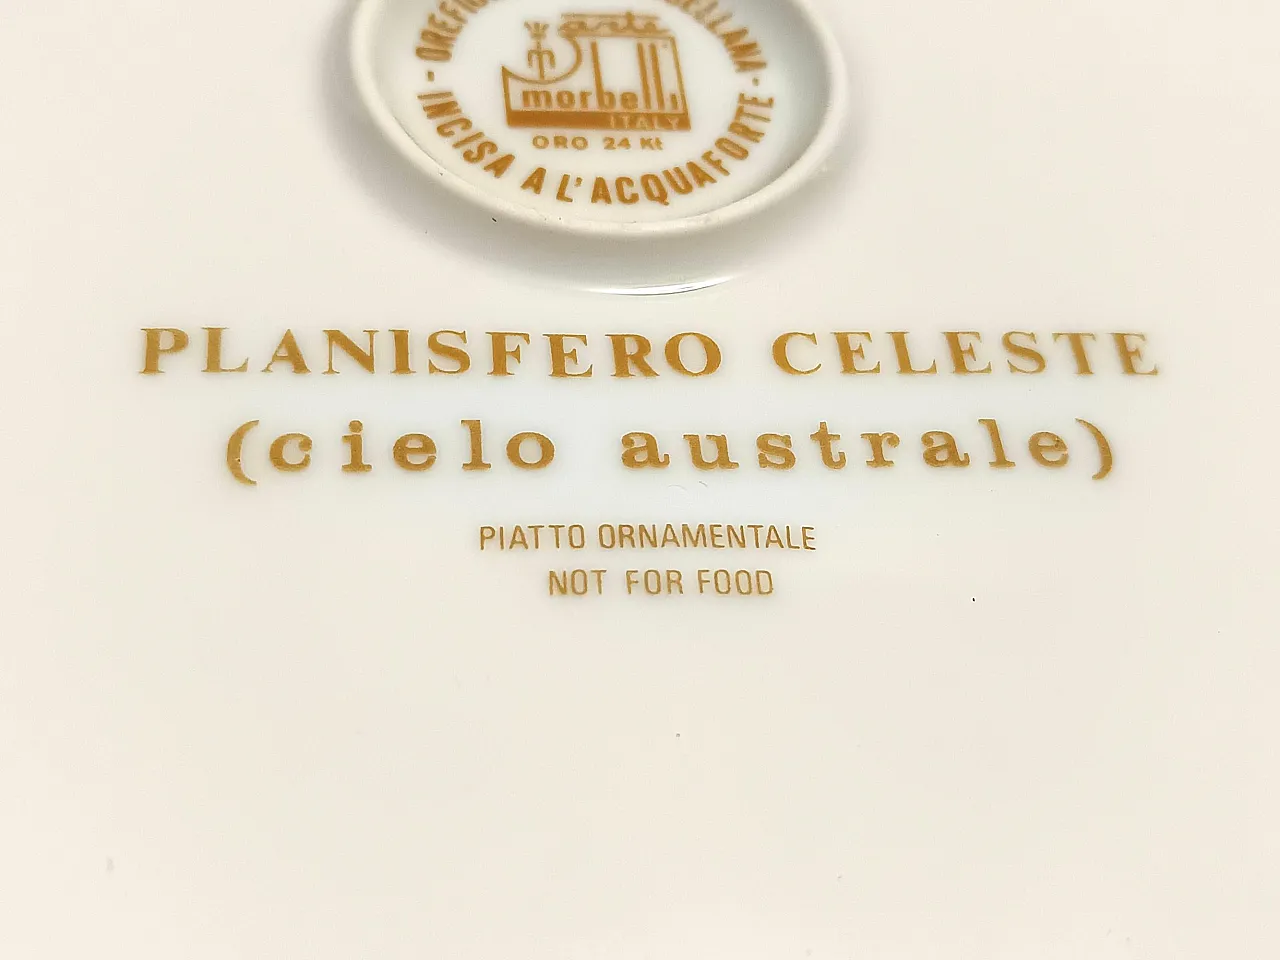 arte
morbelli
ITALY
ORO 24 Kt
- INCISA A L'ACQUAFORTE -
PLANISFERO CELESTE
(cielo australe)
PIATTO ORNAMENTALE
NOT FOR FOOD